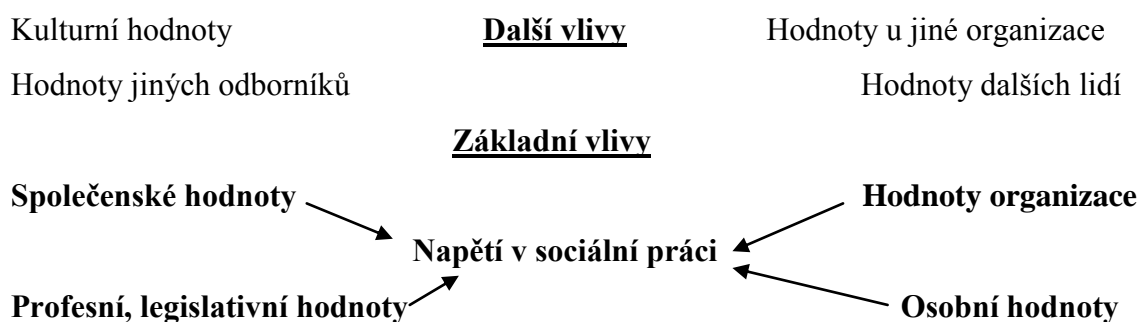 Kulturní hodnoty Další vlivy Hodnoty u jiné organizace
Hodnoty jiných odborníků Hodnoty dalších lidí
Základní vlivy
Společenské hodnoty Hodnoty organizace
Napětí v sociální práci
Profesní, legislativní hodnoty Osobní hodnoty